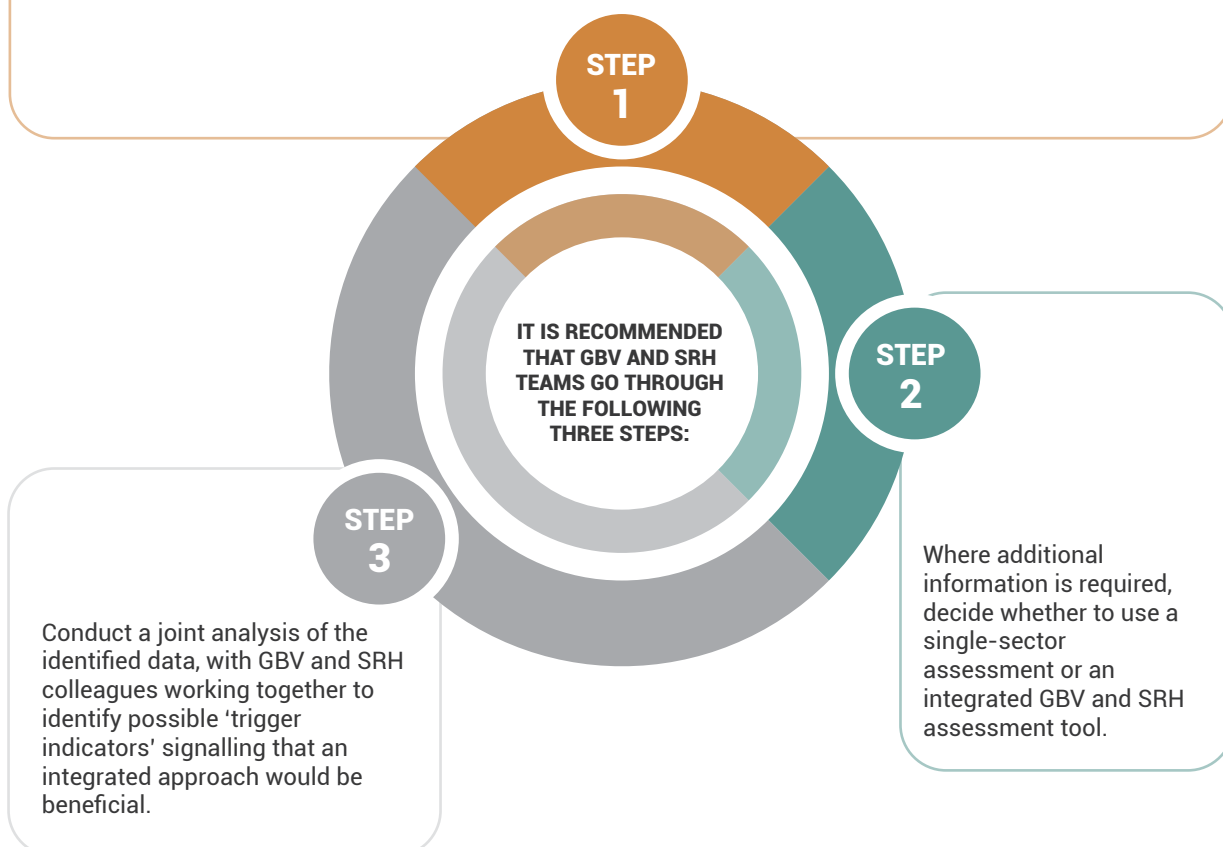 STEP
1
IT IS RECOMMENDED
THAT GBV AND SRH
TEAMS GO THROUGH
THE FOLLOWING
THREE STEPS:
STEP
2
Where additional
information is required,
decide whether to use a
single-sector
assessment or an
integrated GBV and SRH
assessment tool.
STEP
3
Conduct a joint analysis of the
identified data, with GBV and SRH
colleagues working together to
identify possible ‘trigger
indicators’ signalling that an
integrated approach would be
beneficial.